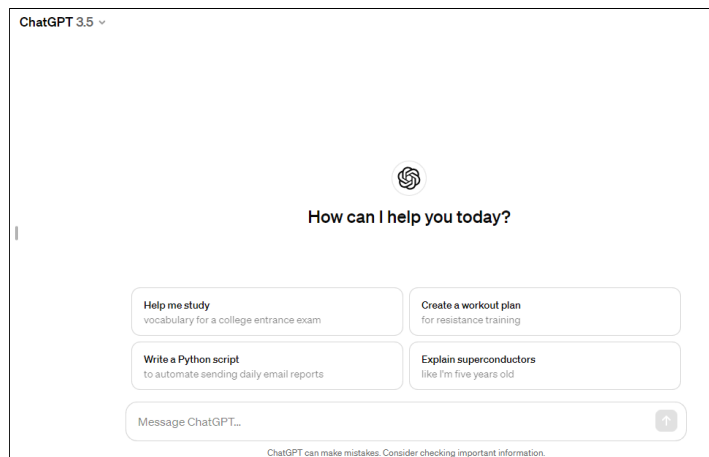 ChatGPT 3.5
How can I help you today?
Help me study
vocabulary for a college entrance exam
Create a workout plan
for resistance training
Write a Python script
to automate sending daily email reports
Explain superconductors
like I'm five years old
Message ChatGPT...
ChatGPT can make mistakes. Consider checking important information.